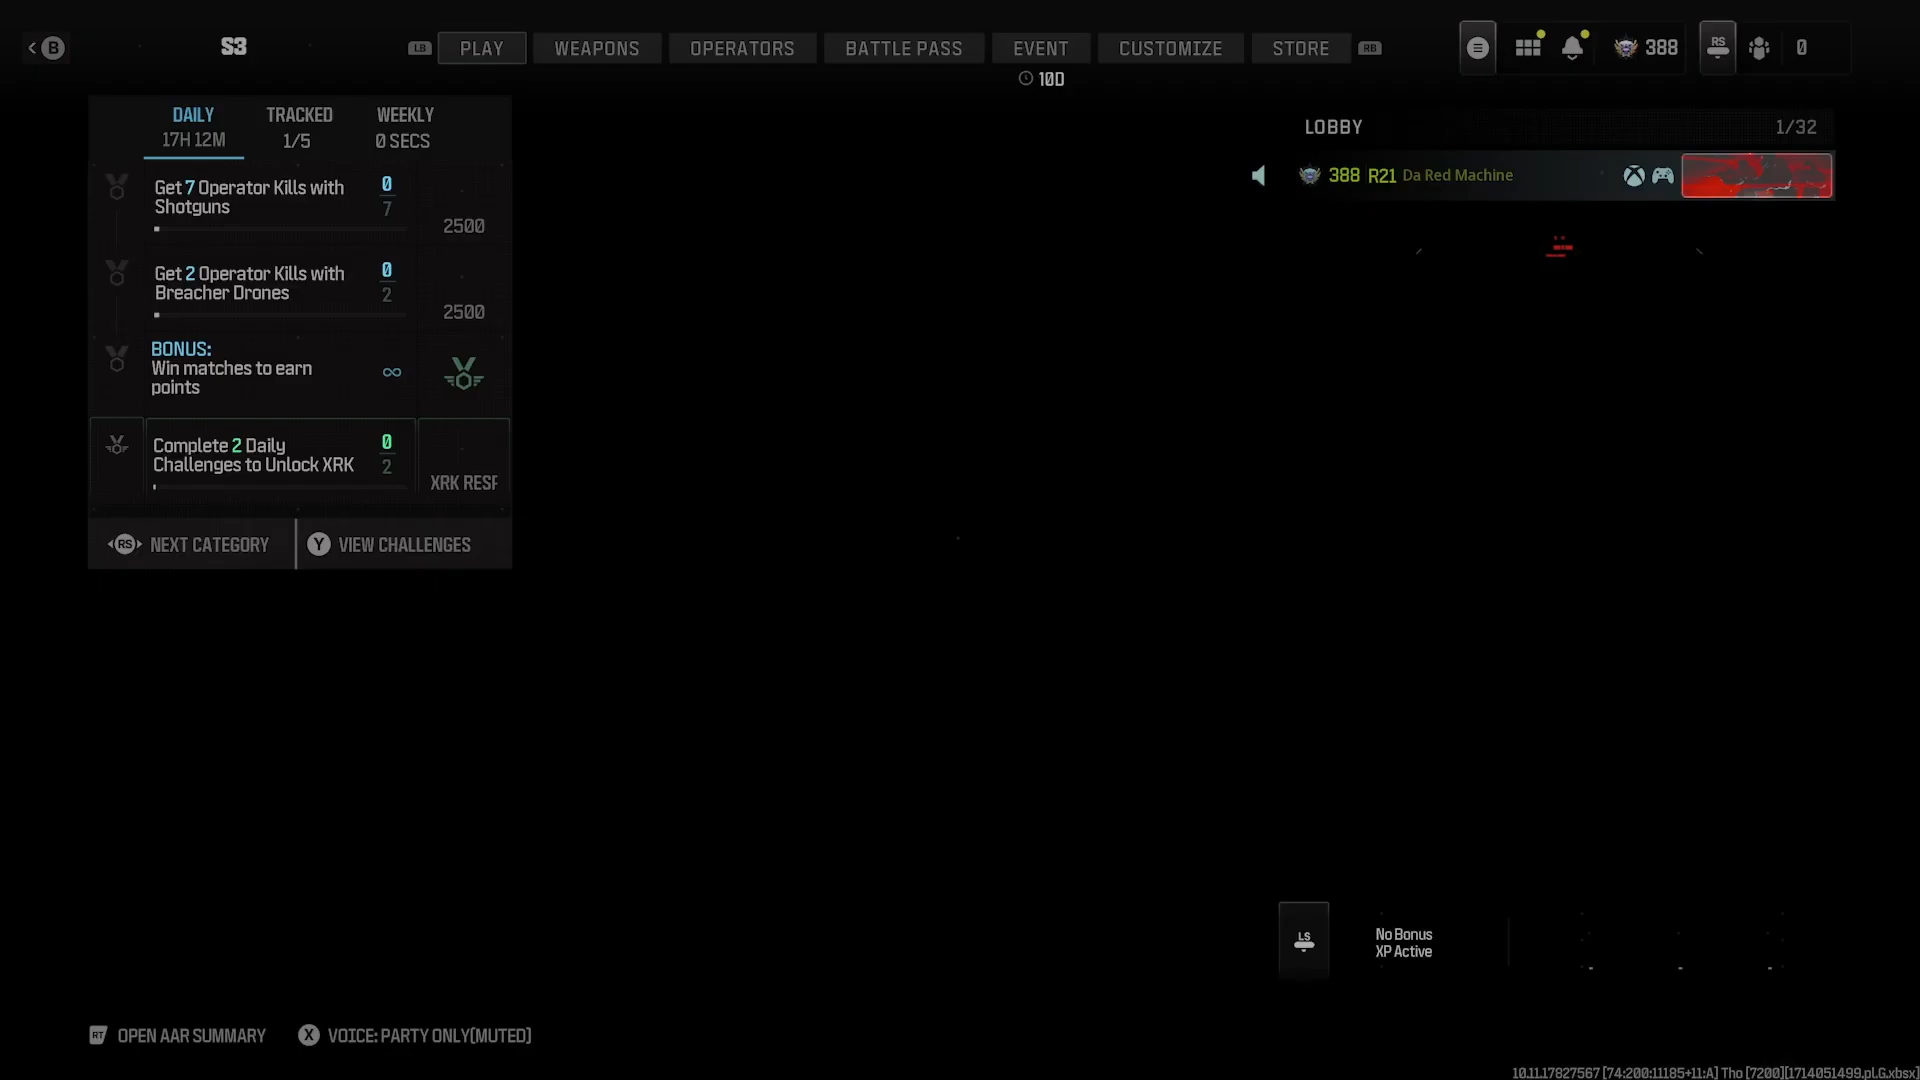 B
S3
LB
PLAY
WEAPONS
OPERATORS
BATTLE PASS
EVENT
CUSTOMIZE
STORE
RB
388
RS
0
10D
DAILY
17H 12M
TRACKED
1/5
WEEKLY
0 SECS
Get 7 Operator Kills with
Shotguns
0
7
2500
Get 2 Operator Kills with
Breacher Drones
0
2
2500
BONUS:
Win matches to earn
points
∞
Complete 2 Daily
Challenges to Unlock XRK
0
2
XRK RESF
RS NEXT CATEGORY
Y VIEW CHALLENGES
LOBBY
1/32
388 R21 Da Red Machine
LS
No Bonus
XP Active
RT OPEN AAR SUMMARY
X VOICE: PARTY ONLY(MUTED)
10.11.17827567 [74:200:11185+11:A] Tho [7200][1714051499.pl.G.xbsx]